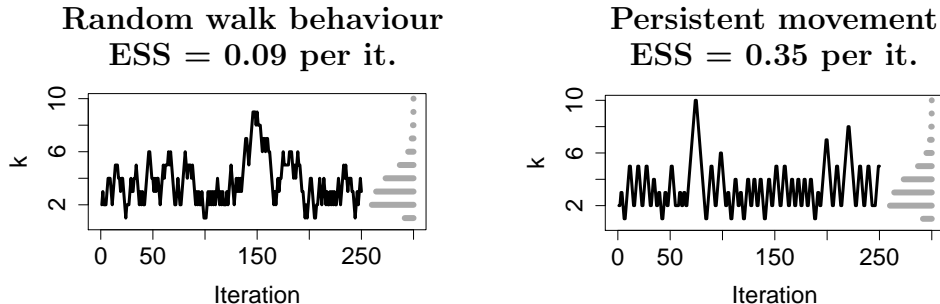 Random walk behaviour
ESS = 0.09 per it.
10
6
2
k
0
50
150
250
Iteration
Persistent movement
ESS = 0.35 per it.
10
6
2
k
0
50
150
250
Iteration